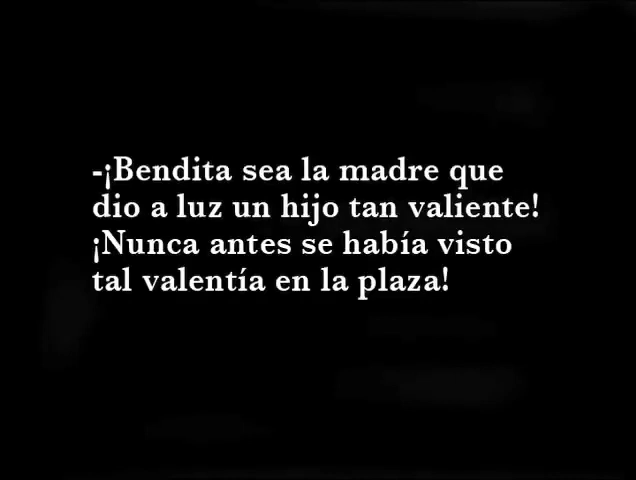 -¡Bendita sea la madre que
dio a luz un hijo tan valiente!
¡Nunca antes se había visto
tal valentía en la plaza!